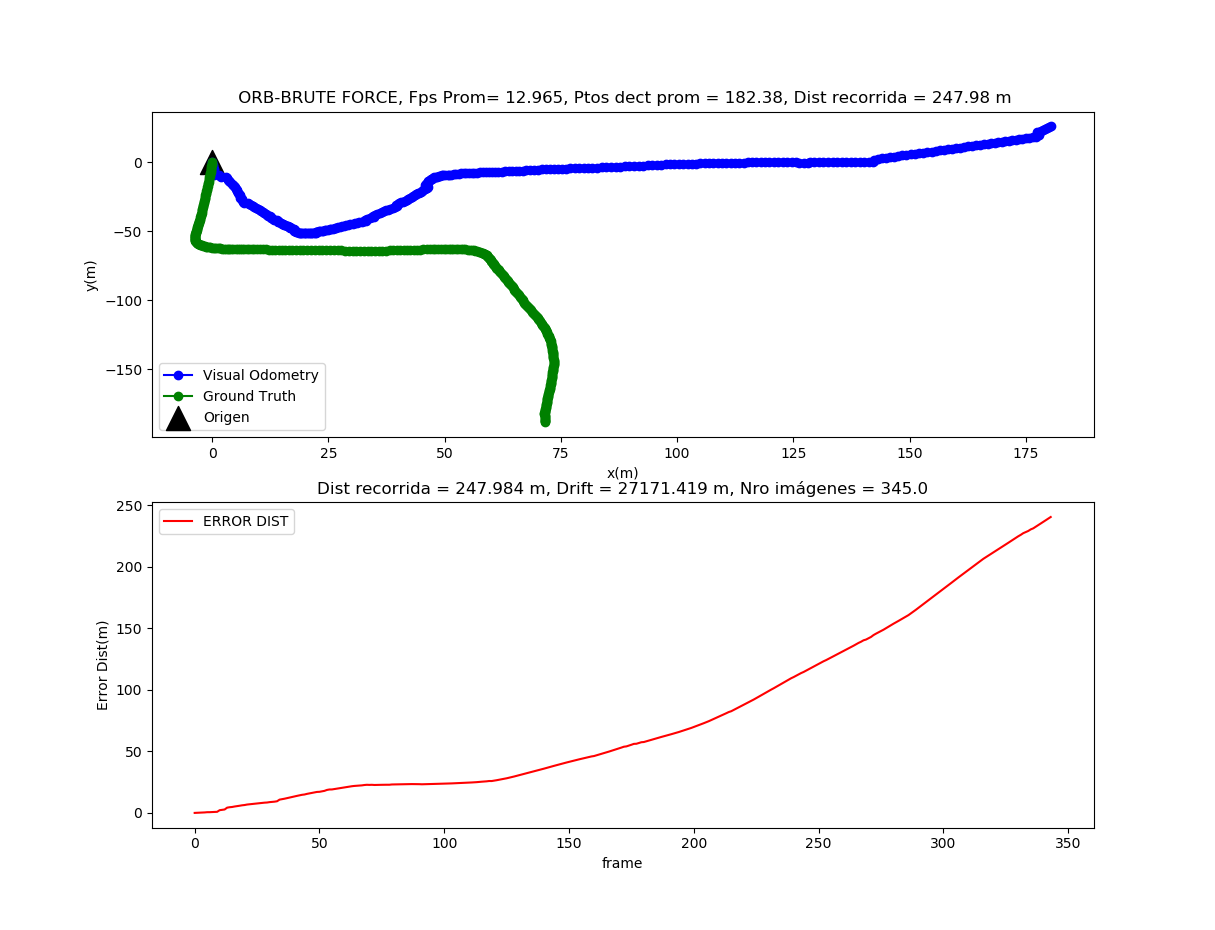 ORB-BRUTE FORCE, Fps Prom= 12.965, Ptos dect prom = 182.38, Dist recorrida = 247.98 m
0
−50
−100
−150
y(m)
Visual Odometry
Ground Truth
Origen
0 25 50 75 100 125 150 175
x(m)
Dist recorrida = 247.984 m, Drift = 27171.419 m, Nro imágenes = 345.0
250
200
150
100
50
0
Error Dist(m)
ERROR DIST
0 50 100 150 200 250 300 350
frame